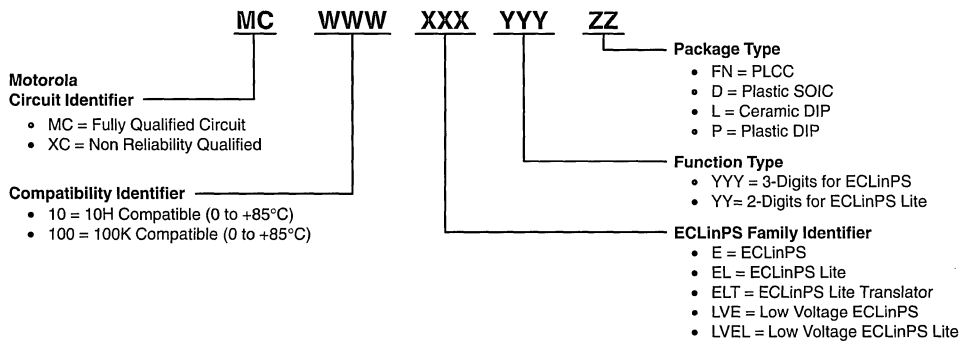 MC WWW XXX YYY ZZ
Motorola
Circuit Identifier
• MC = Fully Qualified Circuit
• XC = Non Reliability Qualified
Compatibility Identifier
• 10 = 10H Compatible (0 to +85°C)
• 100 = 100K Compatible (0 to +85°C)
Package Type
• FN = PLCC
• D = Plastic SOIC
• L = Ceramic DIP
• P = Plastic DIP
Function Type
• YYY = 3-Digits for ECLinPS
• YY= 2-Digits for ECLinPS Lite
ECLinPS Family Identifier
• E = ECLinPS
• EL = ECLinPS Lite
• ELT = ECLinPS Lite Translator
• LVE = Low Voltage ECLinPS
• LVEL = Low Voltage ECLinPS Lite